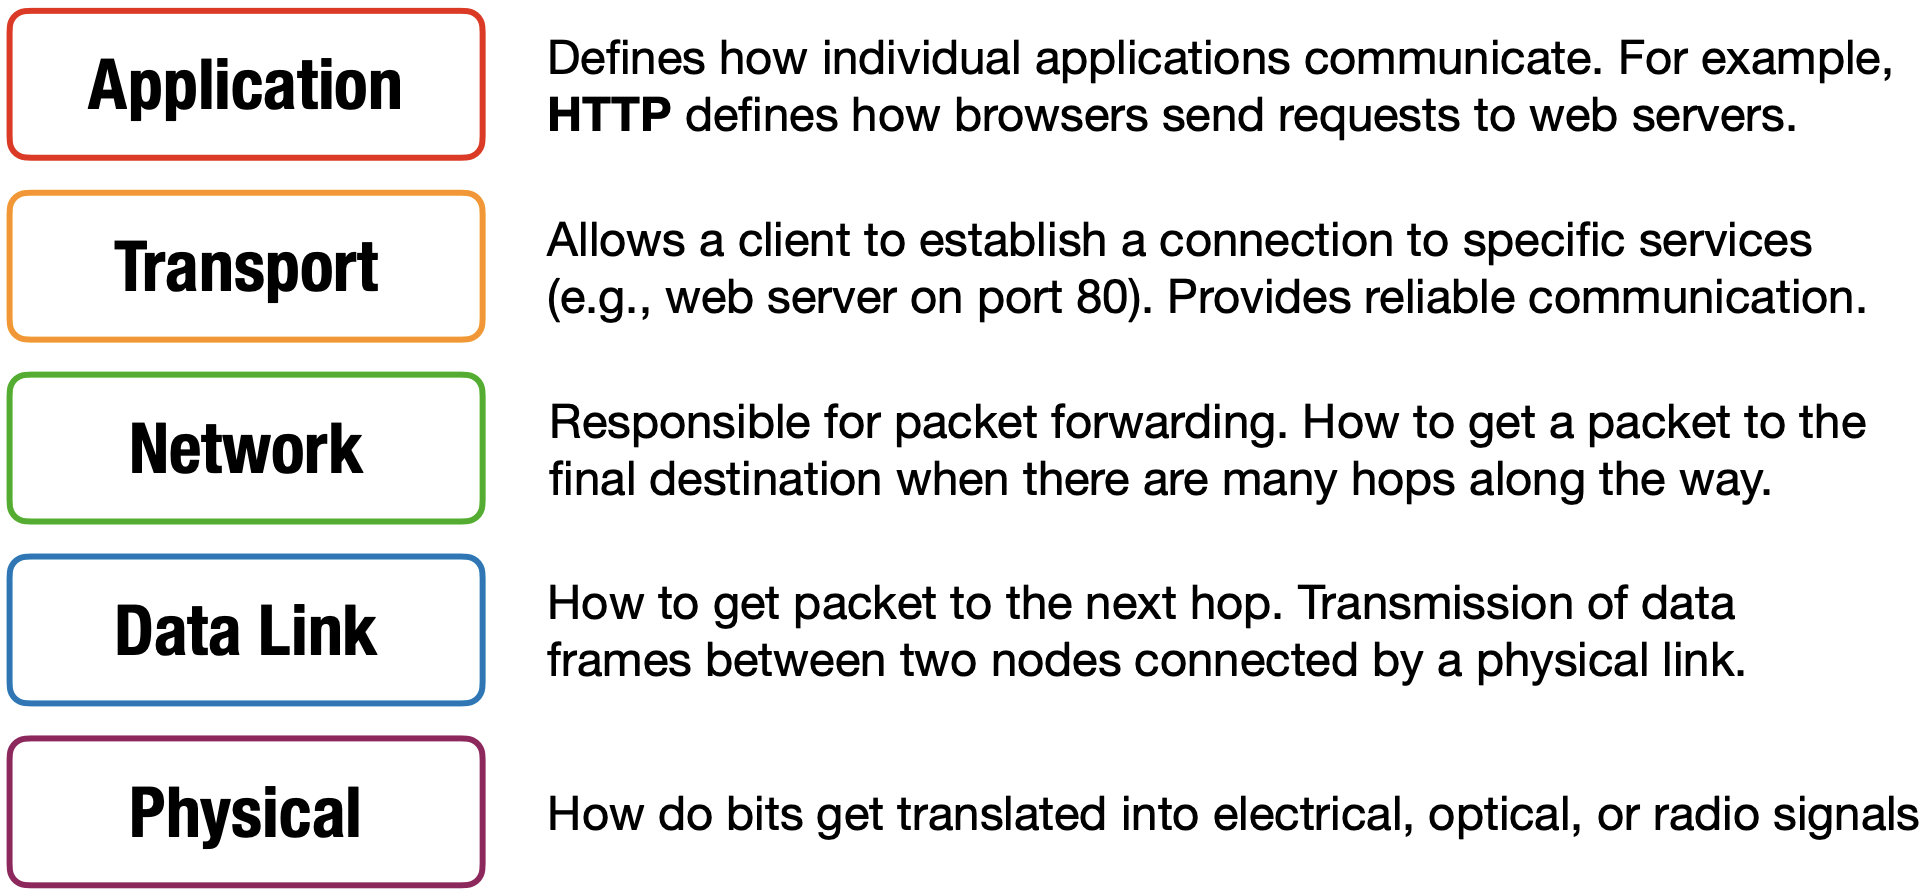 Application
Defines how individual applications communicate. For example,
HTTP defines how browsers send requests to web servers.
Transport
Allows a client to establish a connection to specific services
(e.g., web server on port 80). Provides reliable communication.
Network
Responsible for packet forwarding. How to get a packet to the
final destination when there are many hops along the way.
Data Link
How to get packet to the next hop. Transmission of data
frames between two nodes connected by a physical link.
Physical
How do bits get translated into electrical, optical, or radio signals